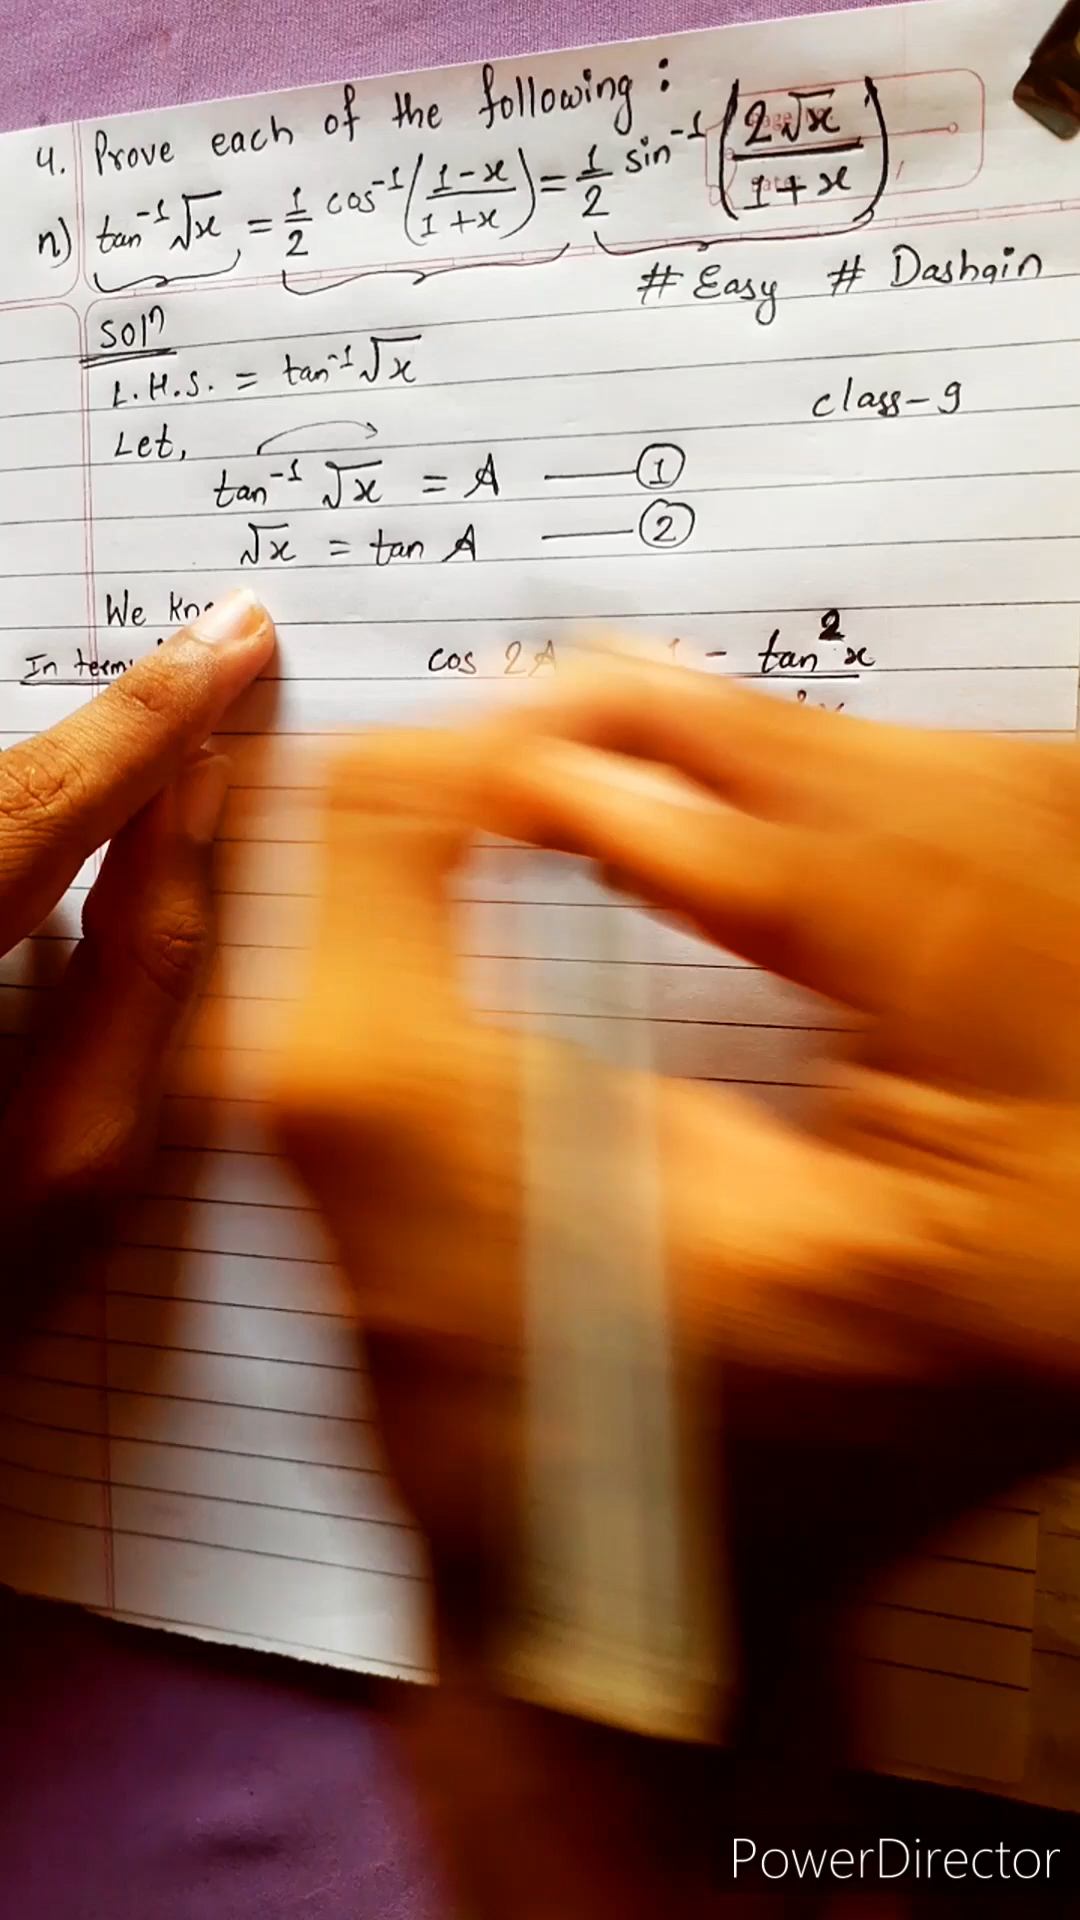 4. Prove each of the following:
n) tan⁻¹√x = 1/2 cos⁻¹(1-x/1+x) = 1/2 sin⁻¹(2√x/1+x)
# Easy # Dashain
Soln
L.H.S. = tan⁻¹√x
class-9
Let,
tan⁻¹ √x = A —— ①
√x = tan A —— ②
We
In
cos 2A 1 - tan²x
PowerDirector